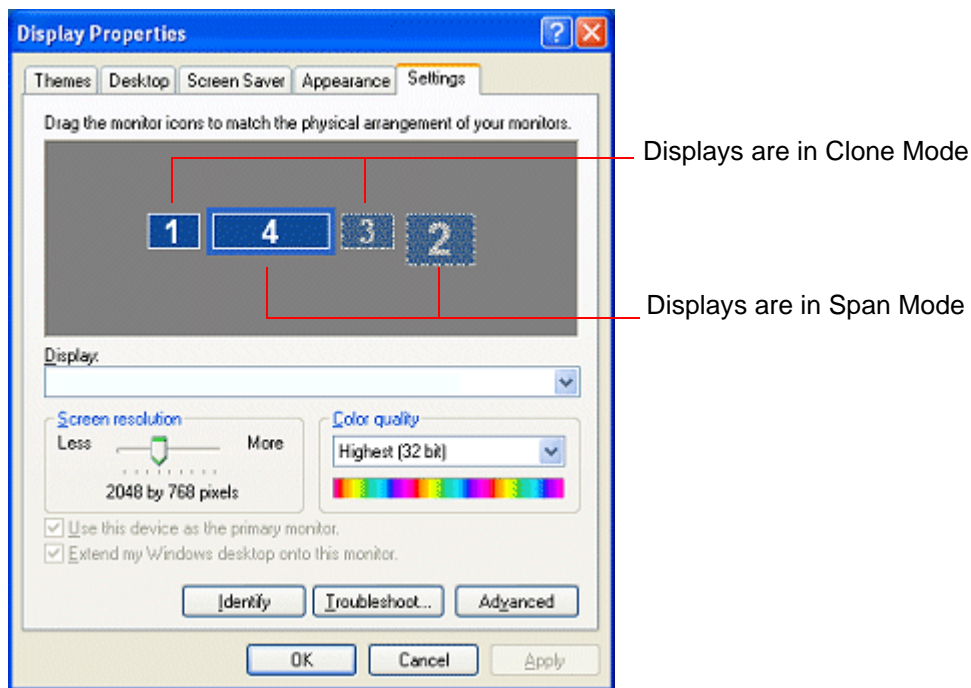 Display Properties
Themes Desktop Screen Saver Appearance Settings
Drag the monitor icons to match the physical arrangement of your monitors.
Displays are in Clone Mode
1 4 3 2
Displays are in Span Mode
Display:
Screen resolution
Less More
2048 by 768 pixels
Color quality
Highest (32 bit)
Use this device as the primary monitor.
Extend my Windows desktop onto this monitor.
Identify Troubleshoot... Advanced
OK Cancel Apply